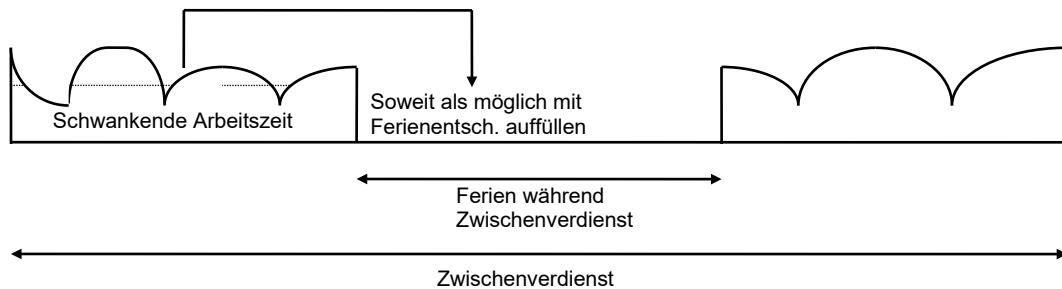 Schwankende Arbeitszeit
Soweit als möglich mit
Ferienentsch. auffüllen
Ferien während
Zwischenverdienst
Zwischenverdienst